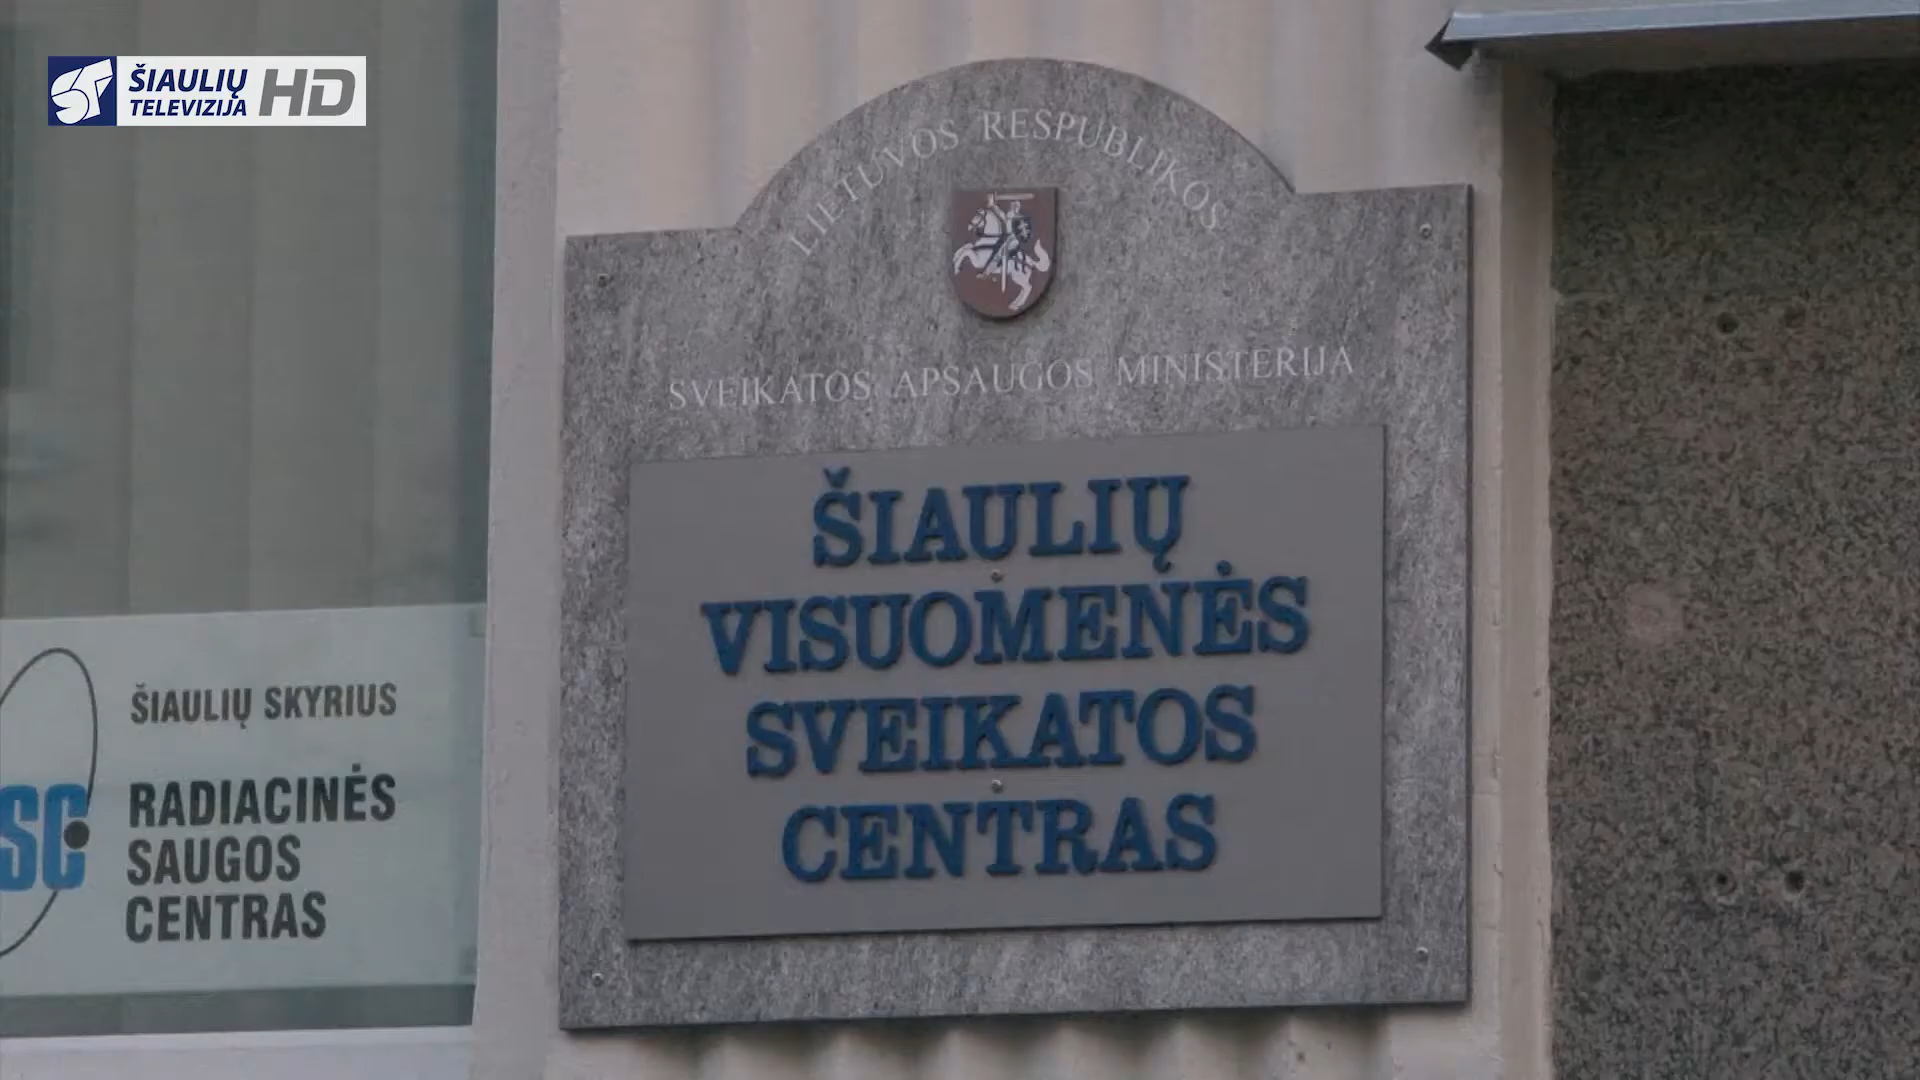 ŠIAULIŲ
TELEVIZIJA HD
LIETUVOS RESPUBLIKOS
SVEIKATOS APSAUGOS MINISTERIJA
ŠIAULIŲ
VISUOMENĖS
SVEIKATOS
CENTRAS
ŠIAULIŲ SKYRIUS
SC
RADIACINĖS
SAUGOS
CENTRAS